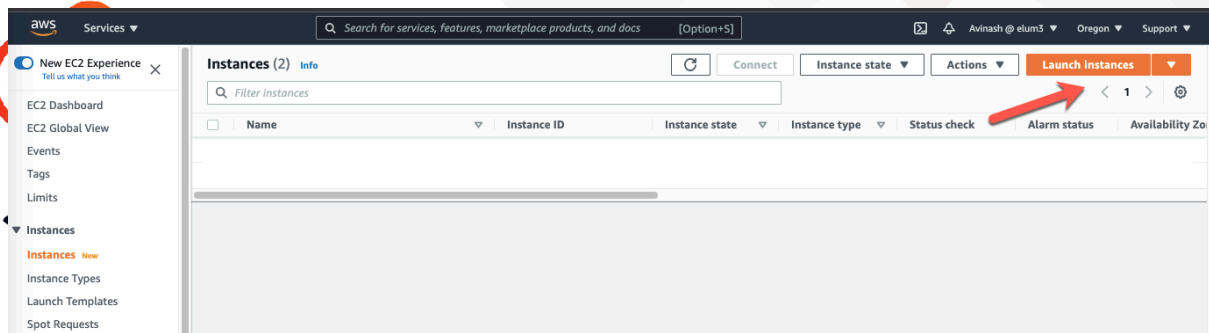 aws Services ▼ Search for services, features, marketplace products, and docs [Option+S] Avinash @ elum3 ▼ Oregon ▼ Support ▼
New EC2 Experience
Tell us what you think
Instances (2) Info Connect Instance state ▼ Actions ▼ Launch instances ▼
Filter instances < 1 >
Name Instance ID Instance state Instance type Status check Alarm status Availability Zo
EC2 Dashboard
EC2 Global View
Events
Tags
Limits
▼ Instances
Instances New
Instance Types
Launch Templates
Spot Requests